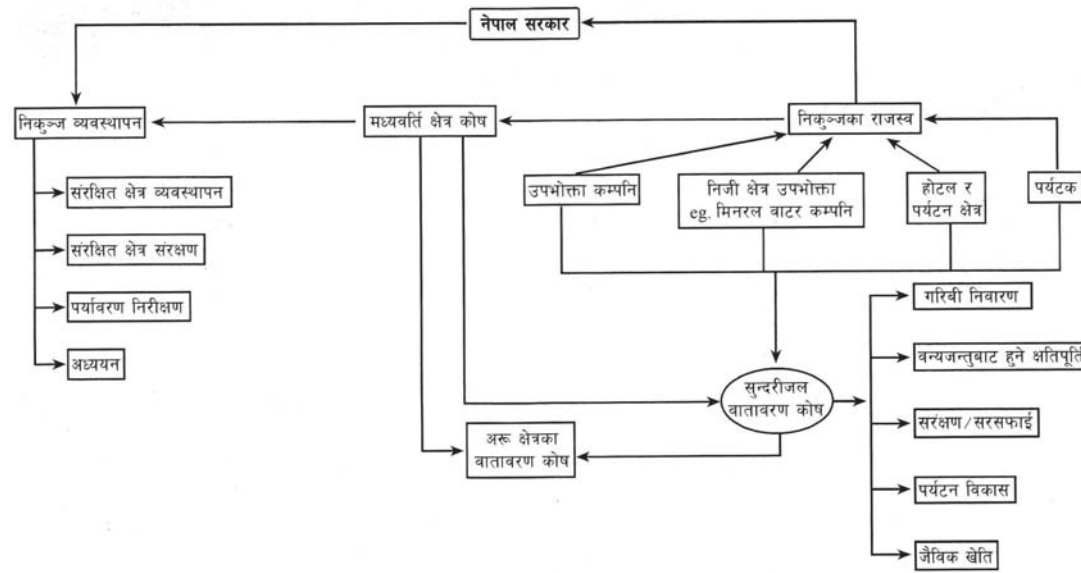 नेपाल सरकार
निकुञ्ज व्यवस्थापन
मध्यवर्ति क्षेत्र कोष
निकुञ्जका राजस्व
संरक्षित क्षेत्र व्यवस्थापन
संरक्षित क्षेत्र संरक्षण
पर्यावरण निरीक्षण
अध्ययन
उपभोक्ता कम्पनि
निजी क्षेत्र उपभोक्ता
eg. मिनरल वाटर कम्पनि
होटल र
पर्यटन क्षेत्र
पर्यटक
सुन्दरीजल
वातावरण कोष
अरू क्षेत्रका
वातावरण कोष
गरिबी निवारण
वन्यजन्तुबाट हुने क्षतिपूर्ति
सरंक्षण/सरसफाई
पर्यटन विकास
जैविक खेति